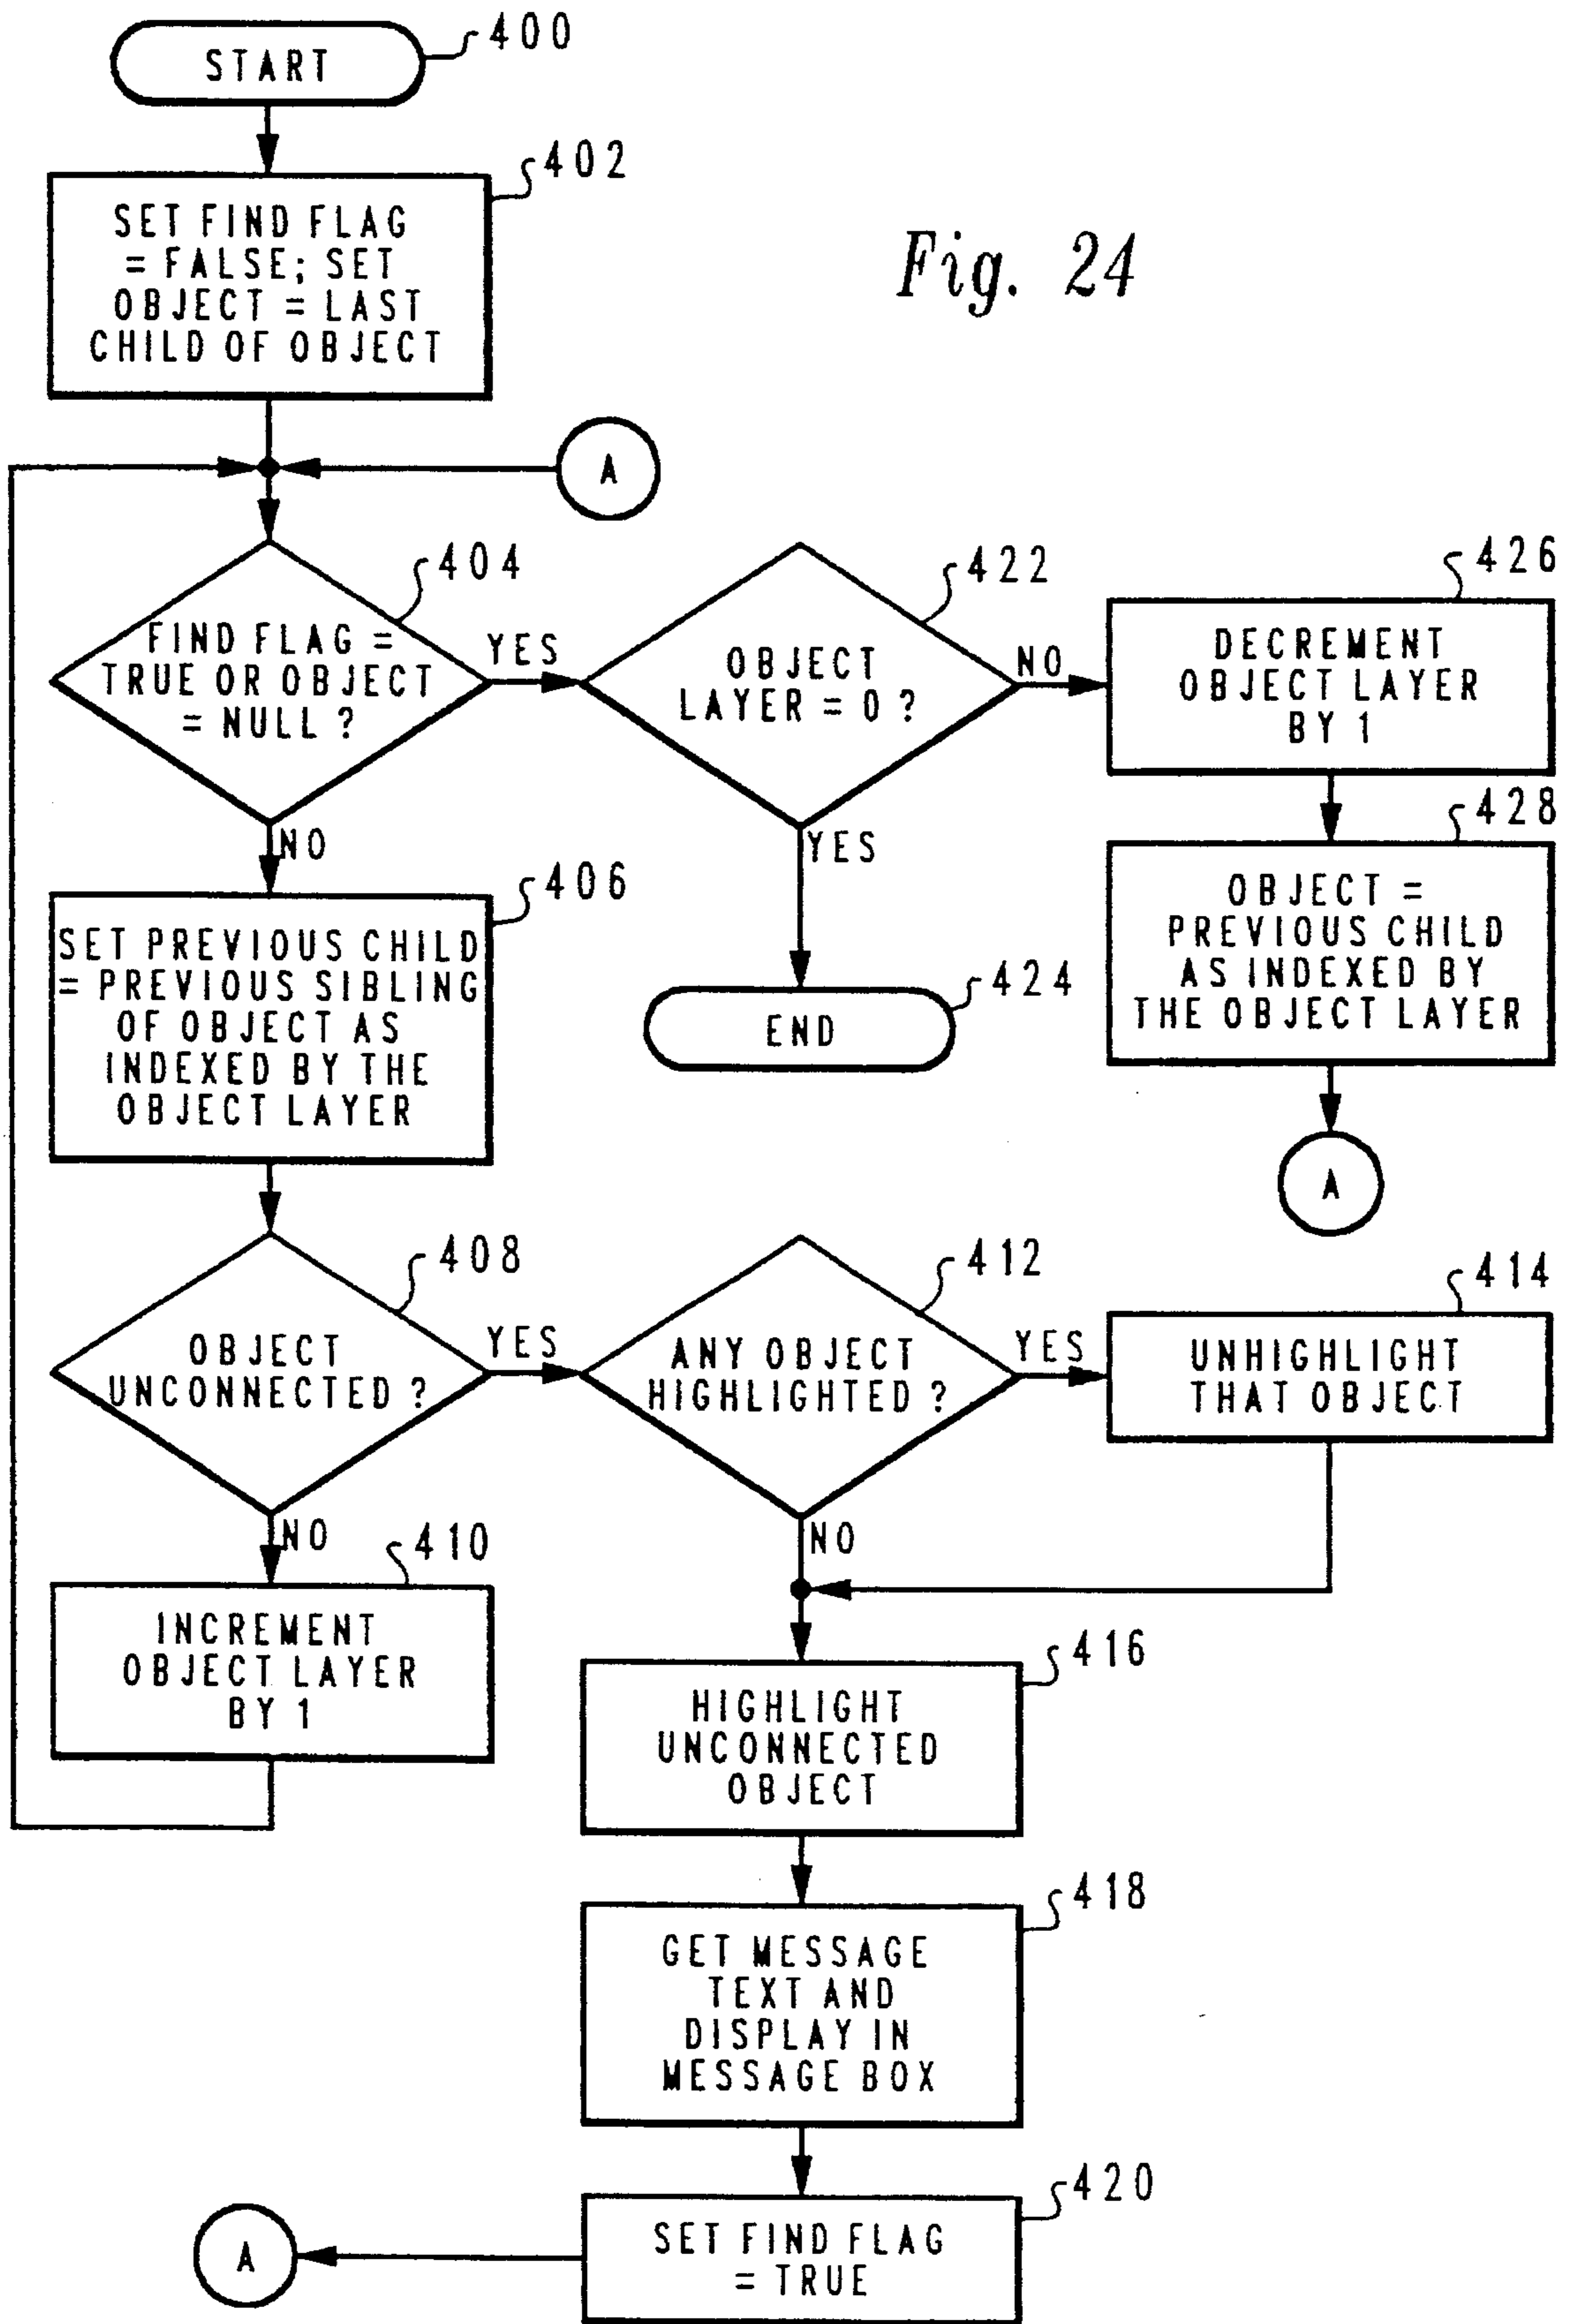 START
400
SET FIND FLAG
= FALSE; SET
OBJECT = LAST
CHILD OF OBJECT
402
Fig. 24
A
FIND FLAG =
TRUE OR OBJECT
= NULL ?
404
YES
NO
OBJECT
LAYER = 0 ?
422
NO
YES
DECREMENT
OBJECT LAYER
BY 1
426
OBJECT =
PREVIOUS CHILD
AS INDEXED BY
THE OBJECT LAYER
428
A
END
424
SET PREVIOUS CHILD
= PREVIOUS SIBLING
OF OBJECT AS
INDEXED BY THE
OBJECT LAYER
406
OBJECT
UNCONNECTED ?
408
YES
NO
ANY OBJECT
HIGHLIGHTED ?
412
YES
NO
UNHIGHLIGHT
THAT OBJECT
414
INCREMENT
OBJECT LAYER
BY 1
410
HIGHLIGHT
UNCONNECTED
OBJECT
416
GET MESSAGE
TEXT AND
DISPLAY IN
MESSAGE BOX
418
SET FIND FLAG
= TRUE
420
A